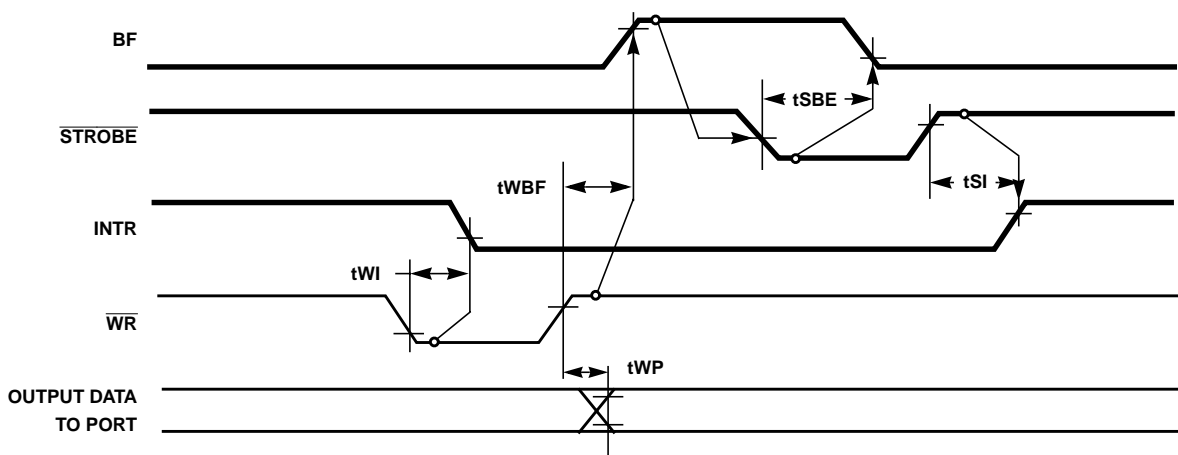 BF
tSBE
STROBE
tWBF
tSI
INTR
tWI
WR
tWP
OUTPUT DATA
TO PORT